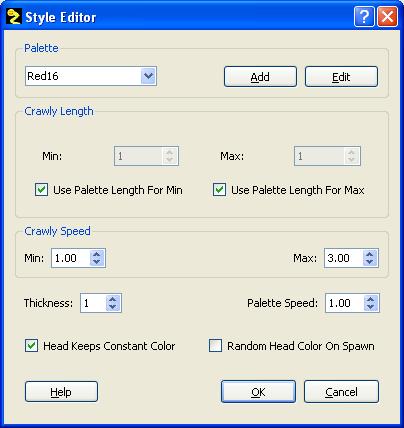 Style Editor
Palette
Red16 Add Edit
Crawly Length
Min: 1 Max: 1
Use Palette Length For Min Use Palette Length For Max
Crawly Speed
Min: 1.00 Max: 3.00
Thickness: 1 Palette Speed: 1.00
Head Keeps Constant Color Random Head Color On Spawn
Help OK Cancel